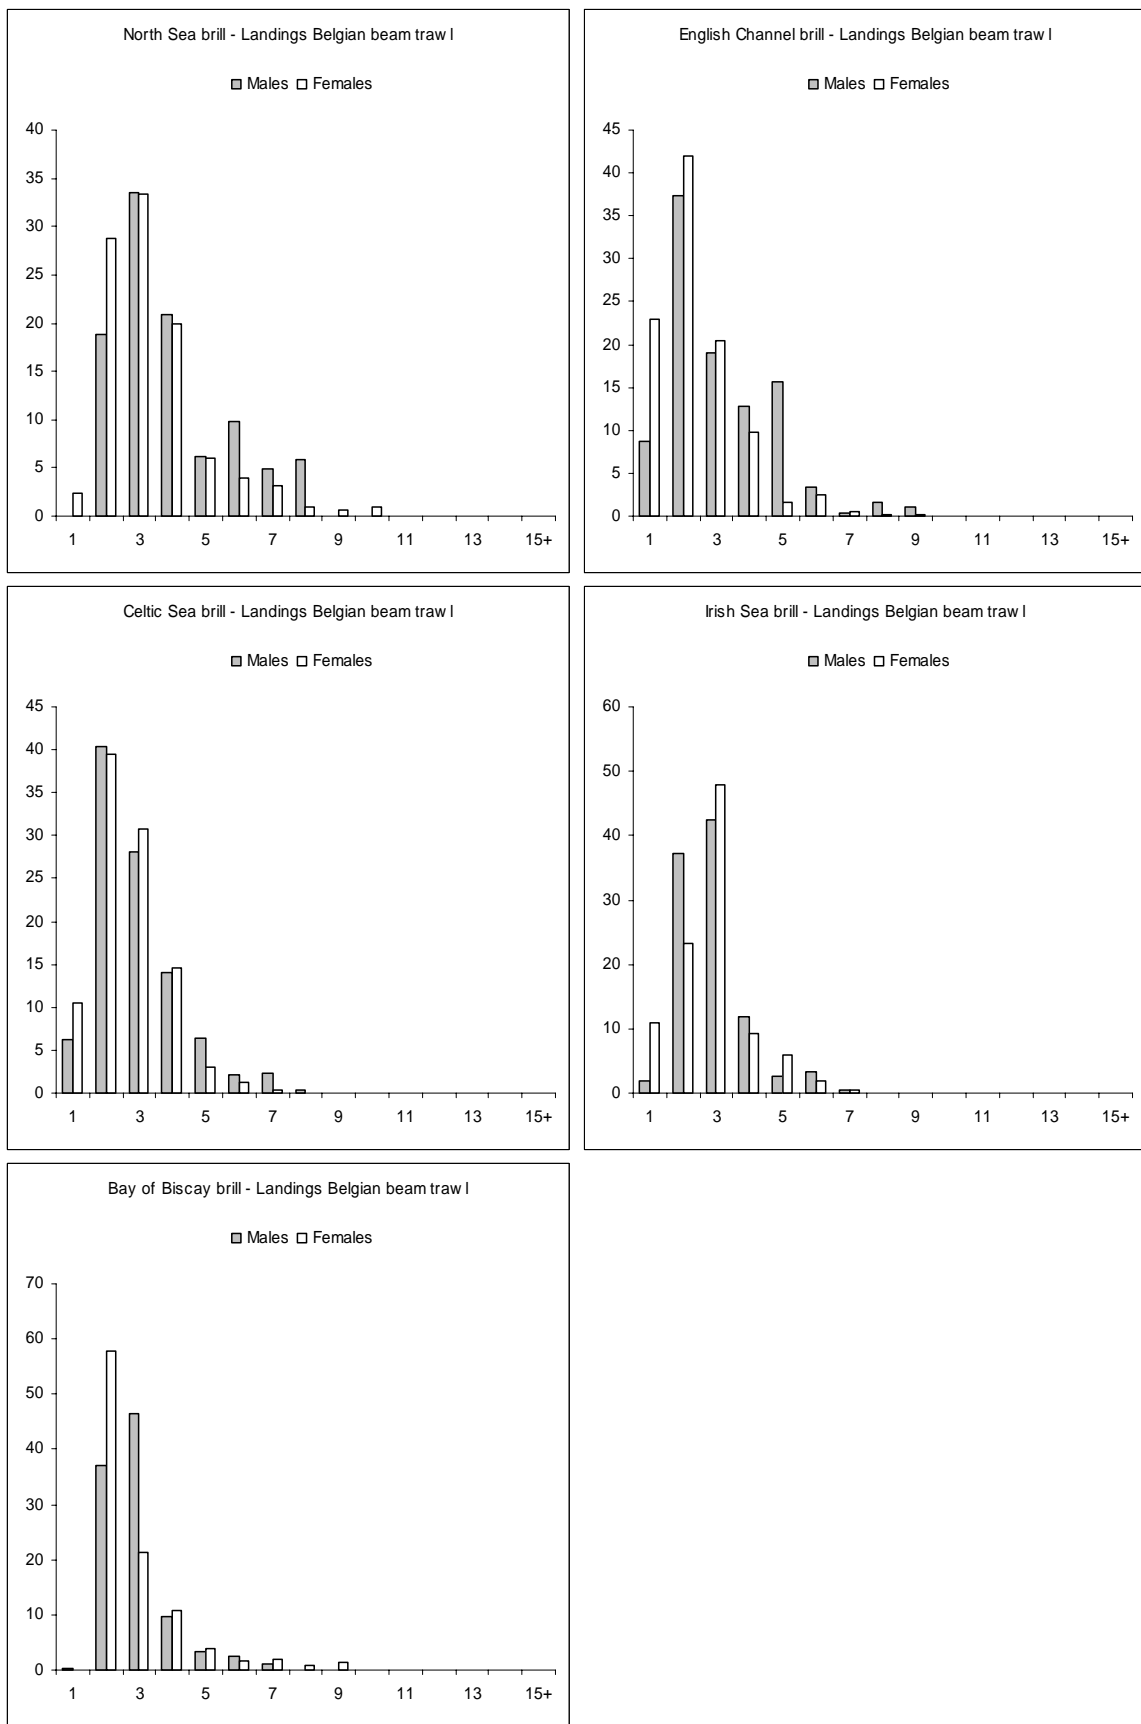 North Sea brill - Landings Belgian beam traw l
Males Females
40
35
30
25
20
15
10
5
0
1 3 5 7 9 11 13 15+
English Channel brill - Landings Belgian beam traw l
Males Females
45
40
35
30
25
20
15
10
5
0
1 3 5 7 9 11 13 15+
Celtic Sea brill - Landings Belgian beam traw l
Males Females
45
40
35
30
25
20
15
10
5
0
1 3 5 7 9 11 13 15+
Irish Sea brill - Landings Belgian beam traw l
Males Females
60
50
40
30
20
10
0
1 3 5 7 9 11 13 15+
Bay of Biscay brill - Landings Belgian beam traw l
Males Females
70
60
50
40
30
20
10
0
1 3 5 7 9 11 13 15+